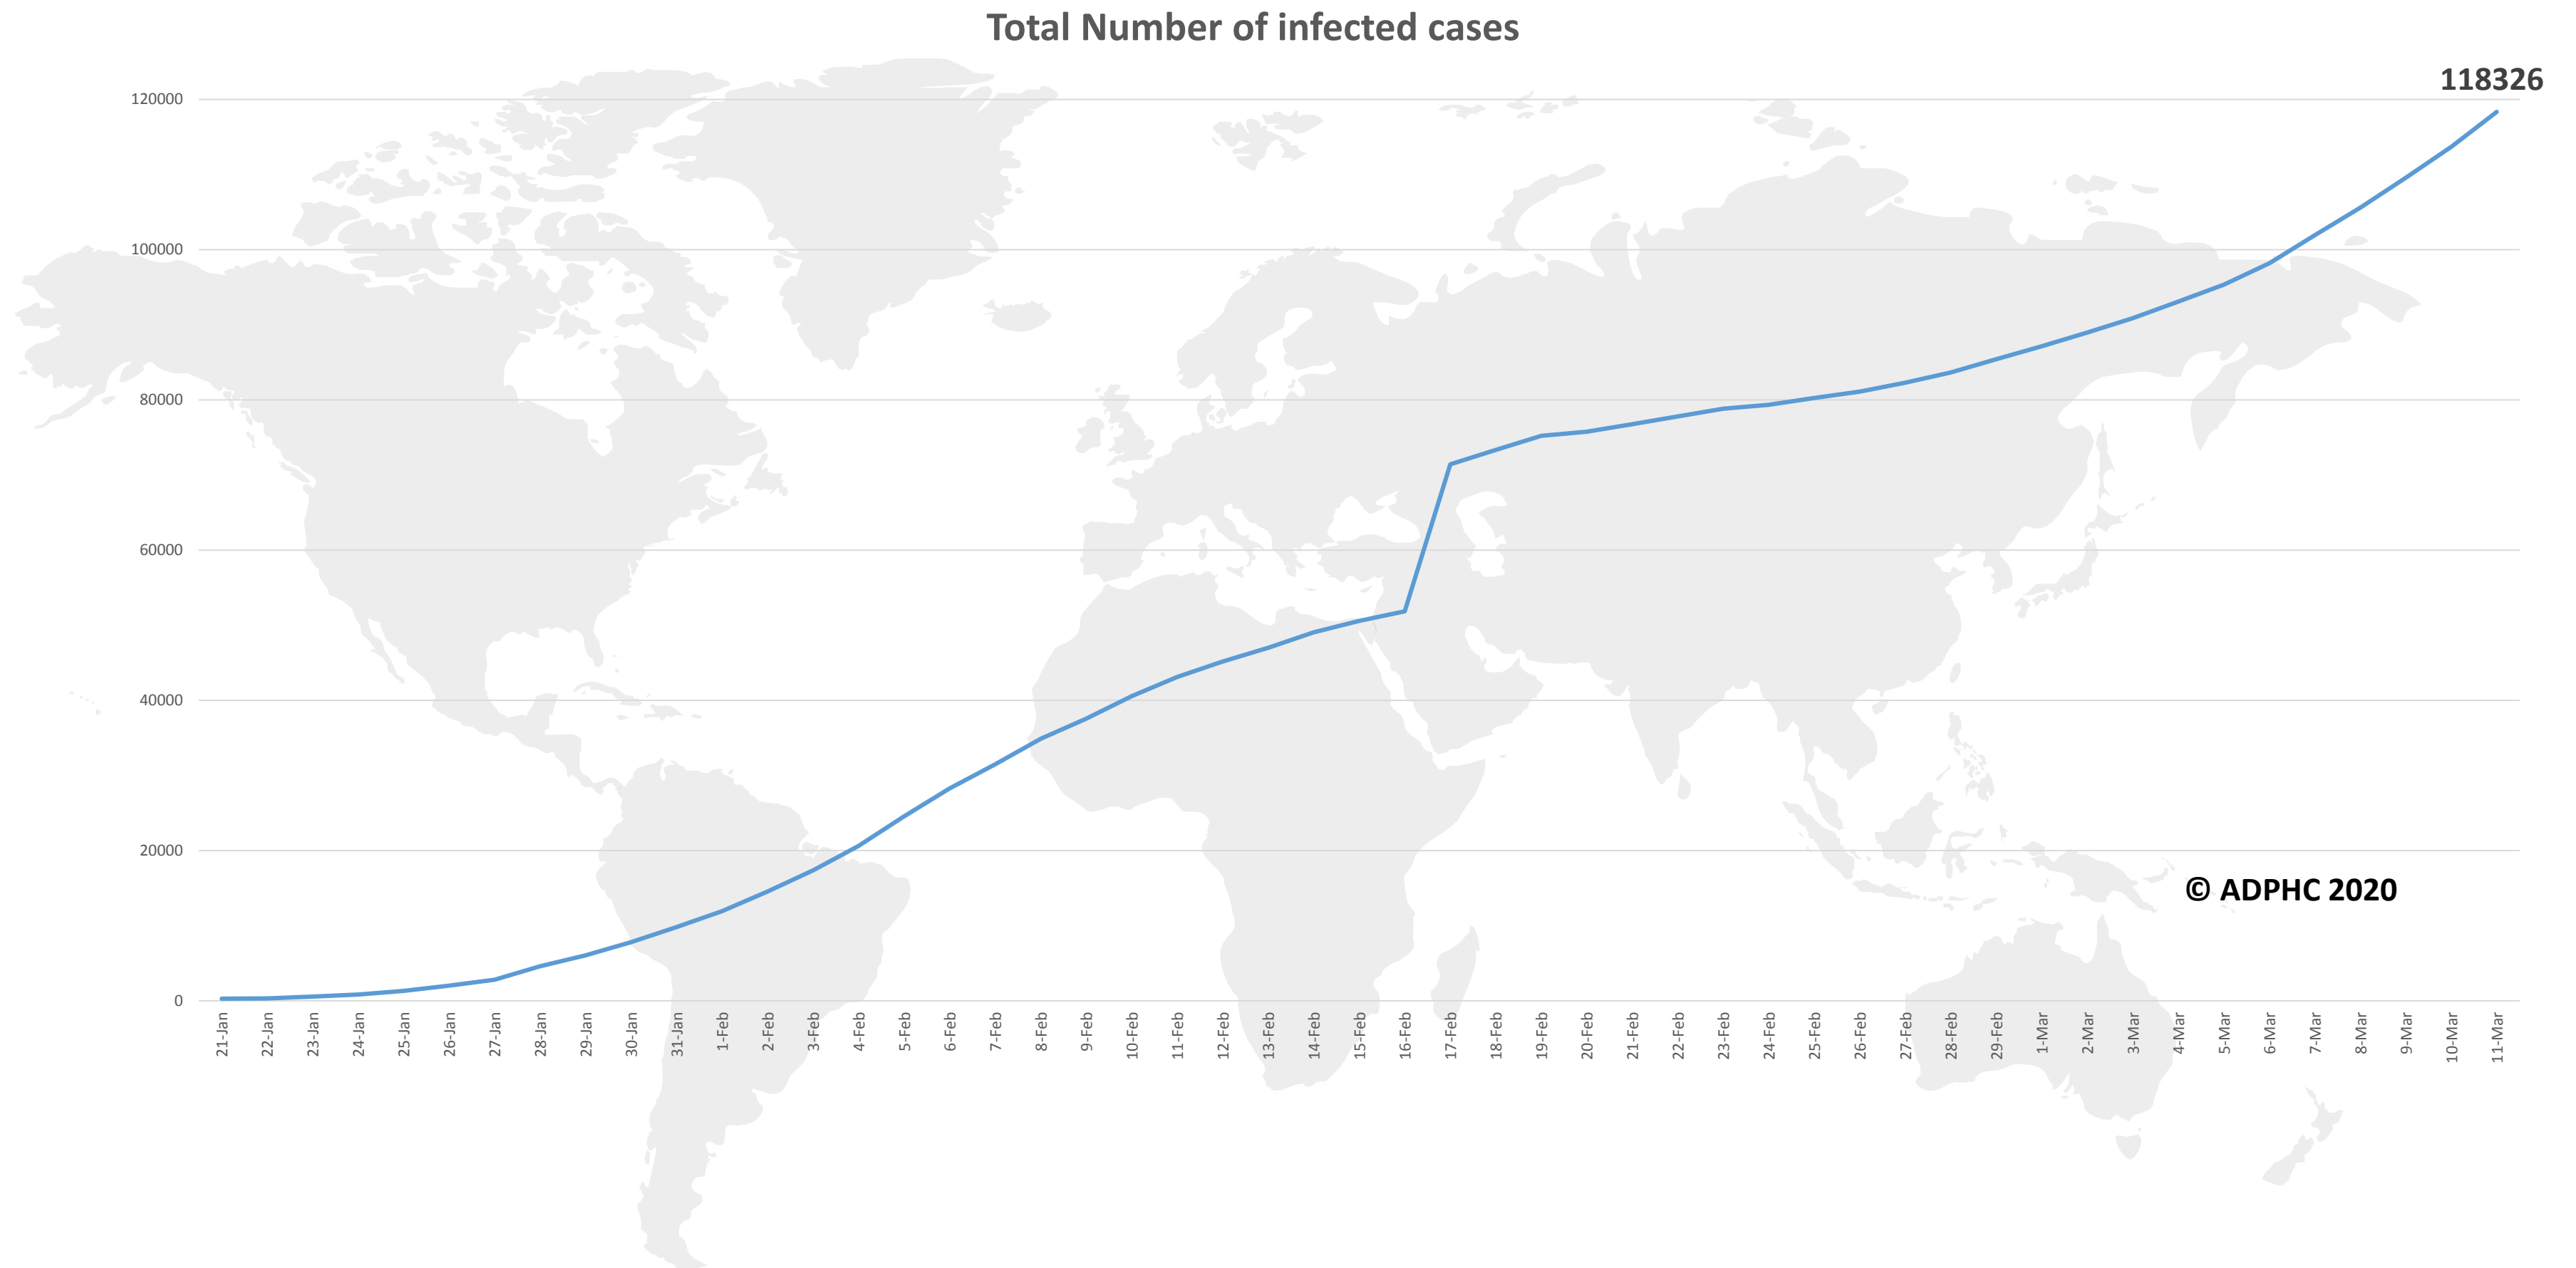 Total Number of infected cases
118326
120000
100000
80000
60000
40000
20000
© ADPHC 2020
0
21-Jan
22-Jan
23-Jan
24-Jan
25-Jan
26-Jan
27-Jan
28-Jan
29-Jan
30-Jan
31-Jan
1-Feb
2-Feb
3-Feb
4-Feb
5-Feb
6-Feb
7-Feb
8-Feb
9-Feb
10-Feb
11-Feb
12-Feb
13-Feb
14-Feb
15-Feb
16-Feb
17-Feb
18-Feb
19-Feb
20-Feb
21-Feb
22-Feb
23-Feb
24-Feb
25-Feb
26-Feb
27-Feb
28-Feb
29-Feb
1-Mar
2-Mar
3-Mar
4-Mar
5-Mar
6-Mar
7-Mar
8-Mar
9-Mar
10-Mar
11-Mar